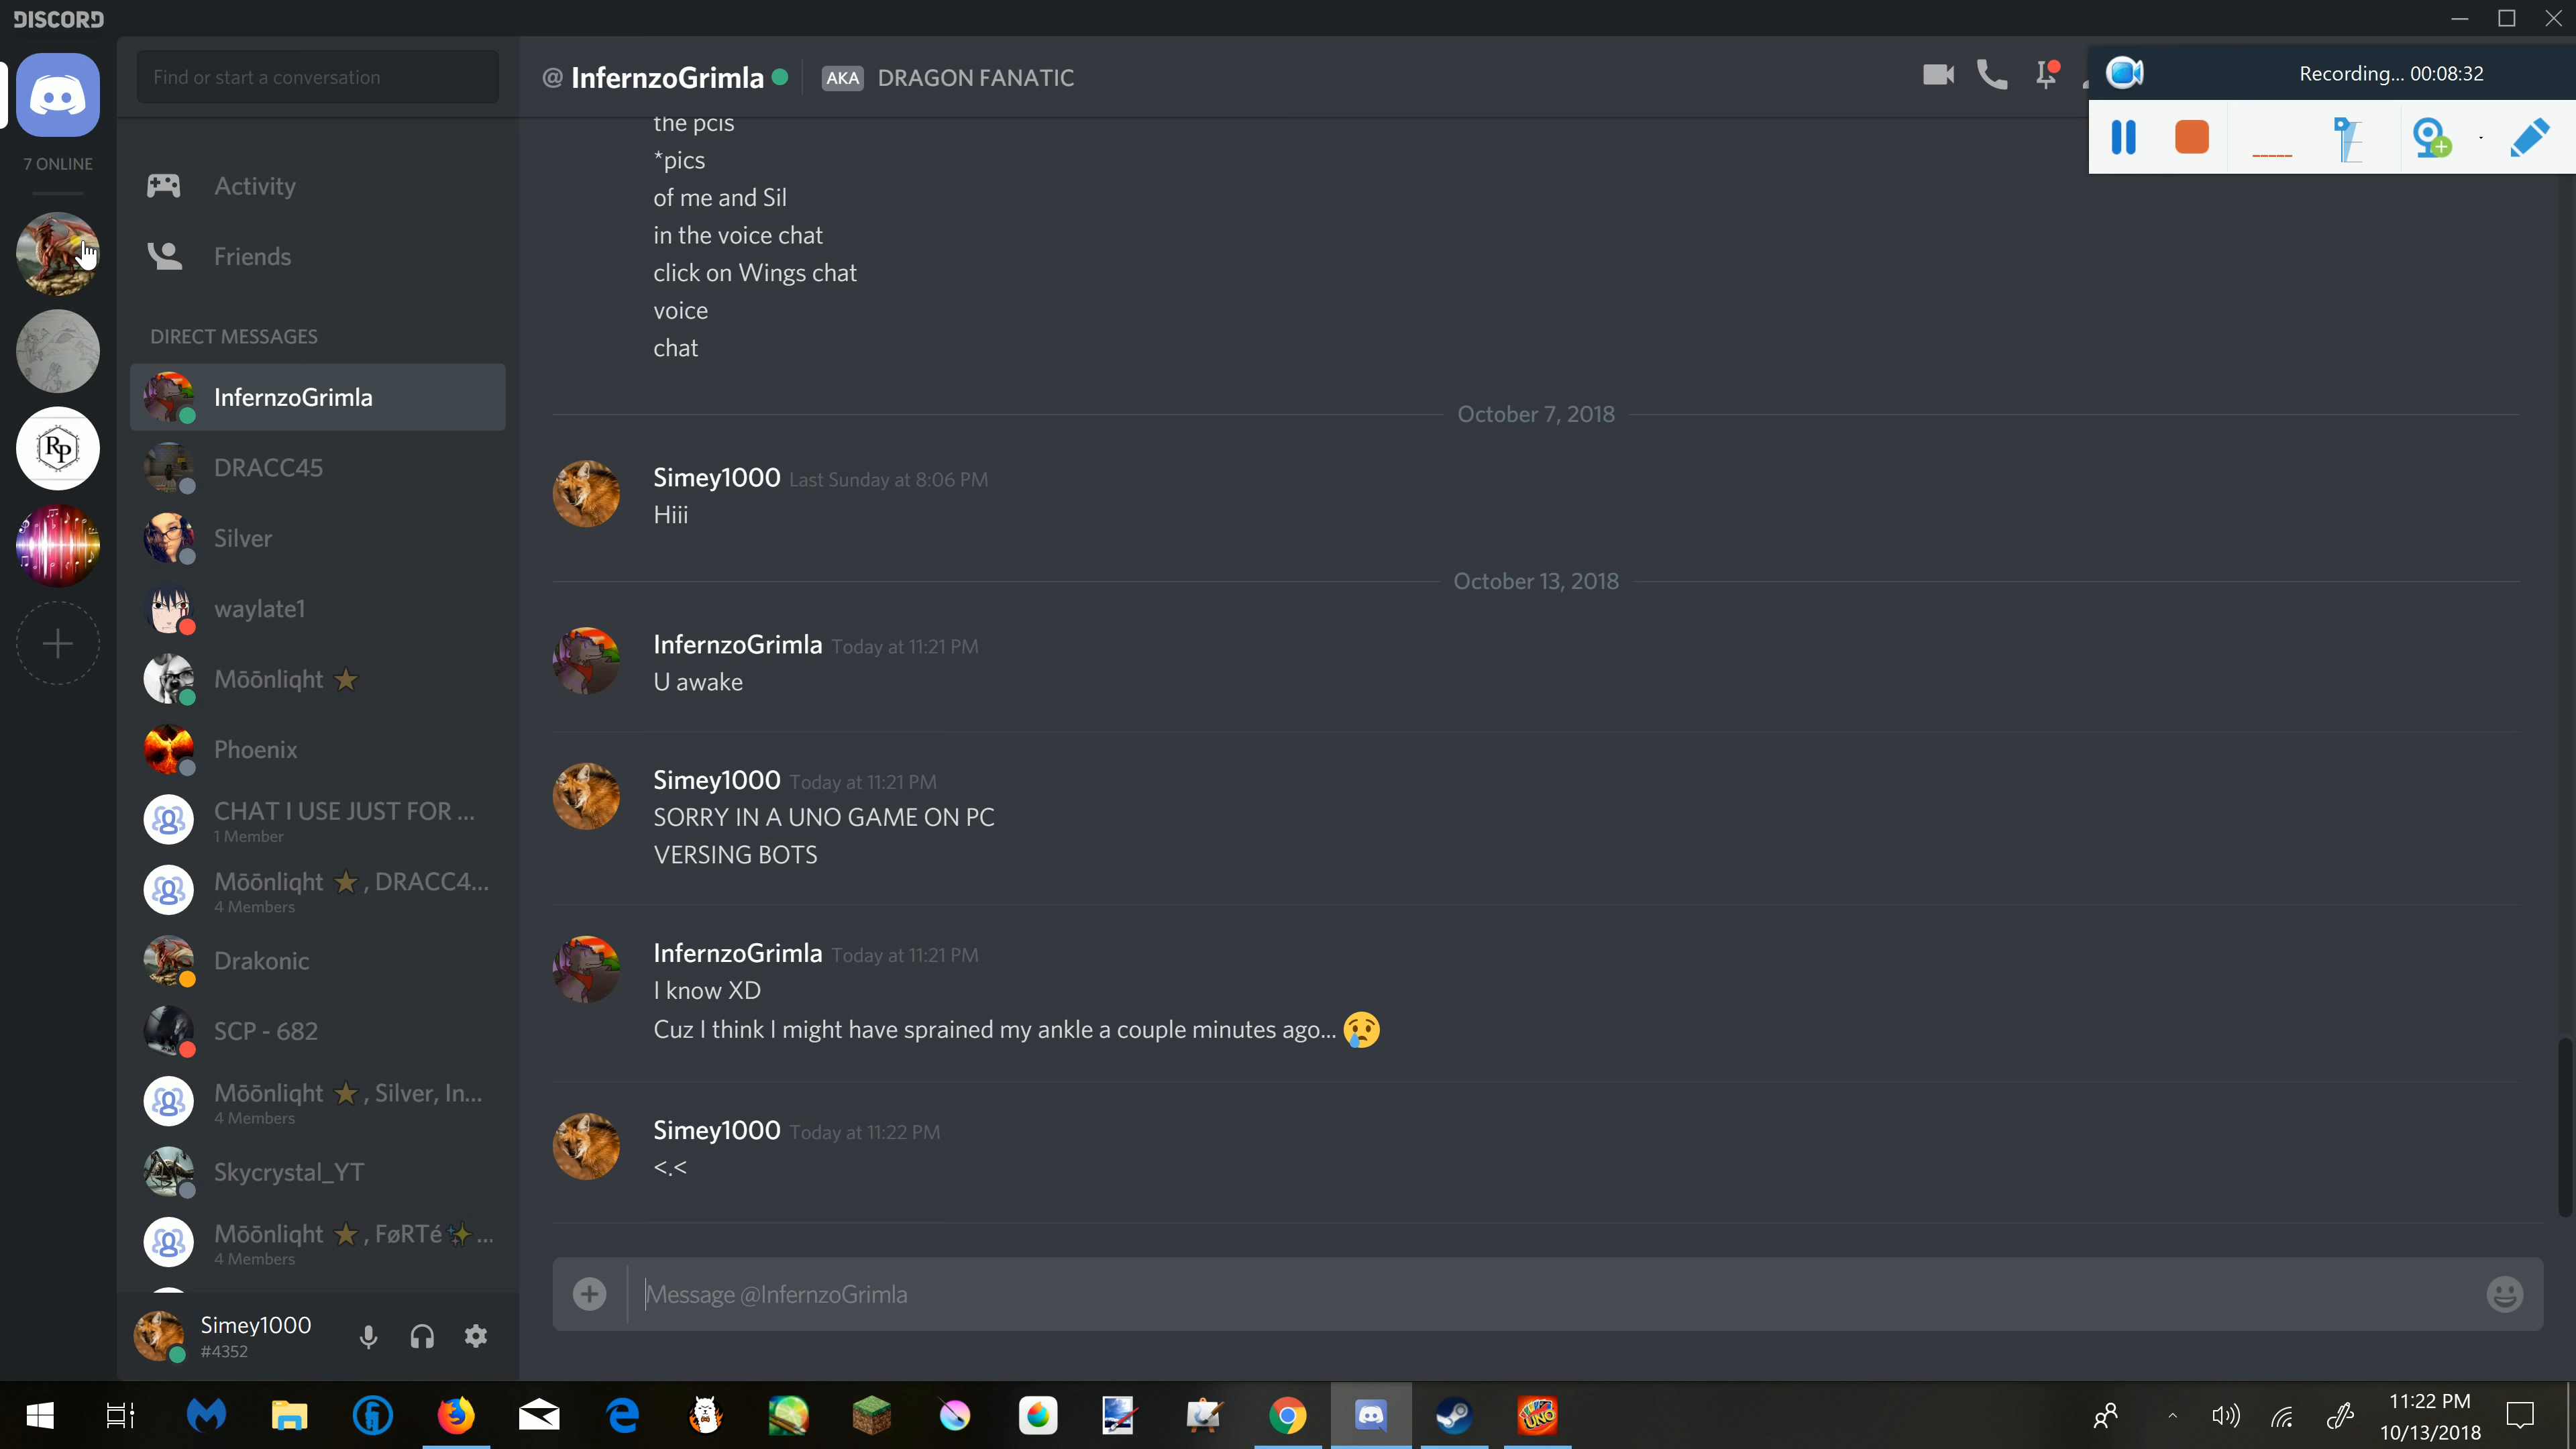 DISCORD
Find or start a conversation
@ InfernzoGrimla AKA DRAGON FANATIC
Recording... 00:08:32
7 ONLINE
Activity
Friends
DIRECT MESSAGES
InfernzoGrimla
DRACC45
Silver
waylate1
Mōōnliqht ⭐
Phoenix
CHAT I USE JUST FOR ...
1 Member
Mōōnliqht ⭐, DRACC4...
4 Members
Drakonic
SCP - 682
Mōōnliqht ⭐, Silver, In...
4 Members
Skycrystal_YT
Mōōnliqht ⭐, FøRTé✨...
4 Members
Simey1000
#4352
RP
the pcis
*pics
of me and Sil
in the voice chat
click on Wings chat
voice
chat
October 7, 2018
Simey1000 Last Sunday at 8:06 PM
Hiii
October 13, 2018
InfernzoGrimla Today at 11:21 PM
U awake
Simey1000 Today at 11:21 PM
SORRY IN A UNO GAME ON PC
VERSING BOTS
InfernzoGrimla Today at 11:21 PM
I know XD
Cuz I think I might have sprained my ankle a couple minutes ago... 😢
Simey1000 Today at 11:22 PM
<.<
Message @InfernzoGrimla
UNO
11:22 PM
10/13/2018